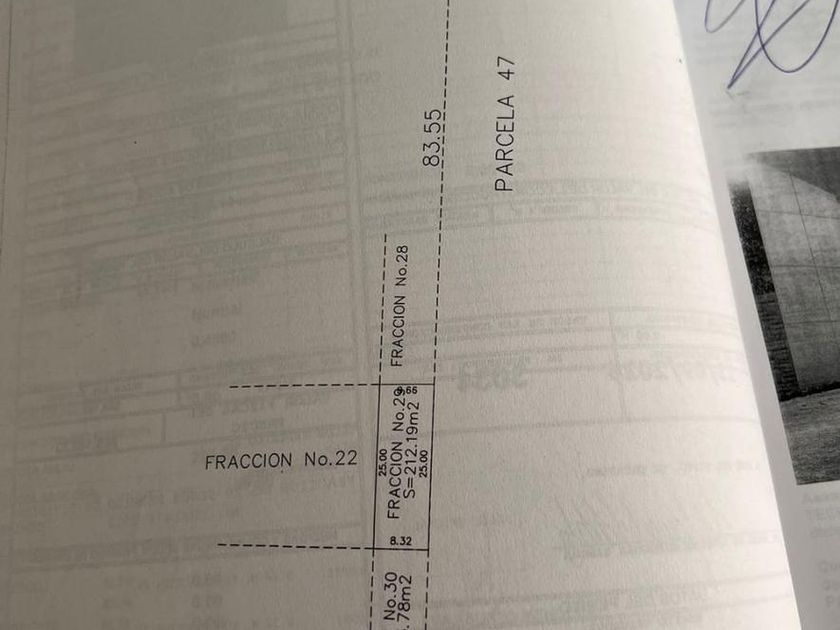 PARCELA 47
83.55
FRACCION No.28
FRACCION No.22
FRACCION No.29
S=212.19m2
25.00
25.00
8.32
No.30
.78m2